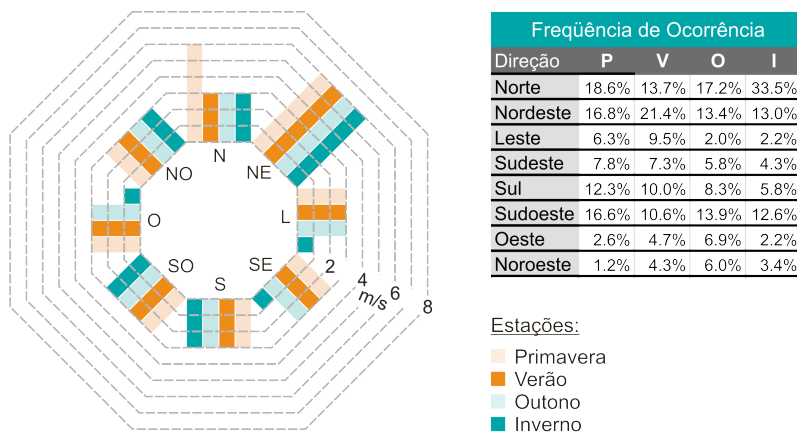 N
NE
L
SE
S
SO
O
NO
2
4
6
8
m/s
Freqüência de Ocorrência
Direção P V O I
Norte 18.6% 13.7% 17.2% 33.5%
Nordeste 16.8% 21.4% 13.4% 13.0%
Leste 6.3% 9.5% 2.0% 2.2%
Sudeste 7.8% 7.3% 5.8% 4.3%
Sul 12.3% 10.0% 8.3% 5.8%
Sudoeste 16.6% 10.6% 13.9% 12.6%
Oeste 2.6% 4.7% 6.9% 2.2%
Noroeste 1.2% 4.3% 6.0% 3.4%
Estações:
Primavera
Verão
Outono
Inverno